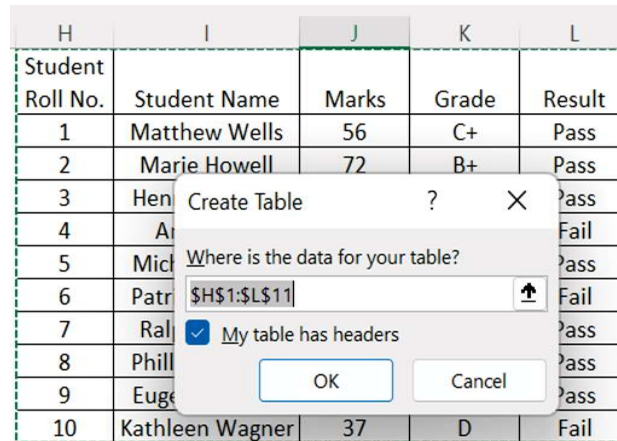 H I J K L
Student
Roll No. Student Name Marks Grade Result
1 Matthew Wells 56 C+ Pass
2 Marie Howell 72 B+ Pass
3 Pass
4 Fail
5 Pass
6 Fail
7 Pass
8 Pass
9 Pass
10 Kathleen Wagner 37 D Fail
Create Table ? X
Where is the data for your table?
$H$1:$L$11
My table has headers
OK Cancel